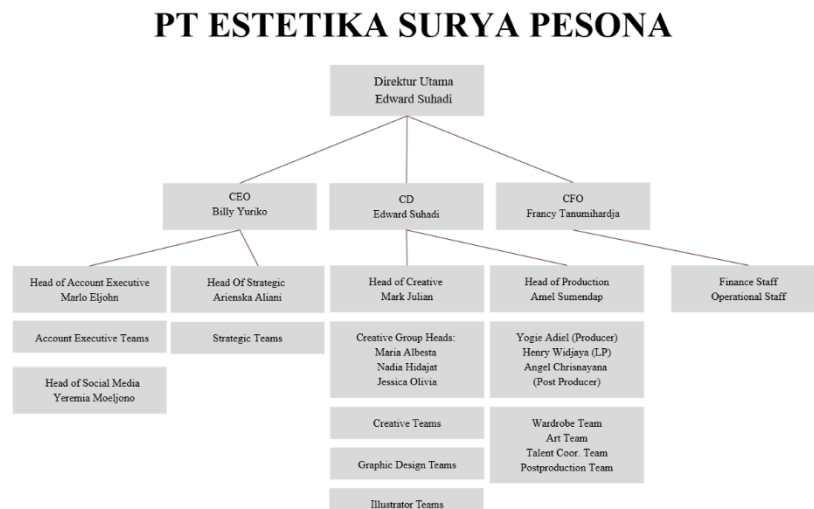 PT ESTETIKA SURYA PESONA
Direktur Utama
Edward Suhadi
CEO
Billy Yuriko
CD
Edward Suhadi
CFO
Francy Tanumihardja
Head of Account Executive
Marlo Eljohn
Head Of Strategic
Arienska Aliani
Head of Creative
Mark Julian
Head of Production
Amel Sumendap
Finance Staff
Operational Staff
Account Executive Teams
Strategic Teams
Creative Group Heads:
Maria Albesta
Nadia Hidajat
Jessica Olivia
Yogie Adiel (Producer)
Henry Widjaya (LP)
Angel Chrisnayana
(Post Producer)
Head of Social Media
Yeremia Moeljono
Creative Teams
Graphic Design Teams
Illustrator Teams
Wardrobe Team
Art Team
Talent Coor. Team
Postproduction Team